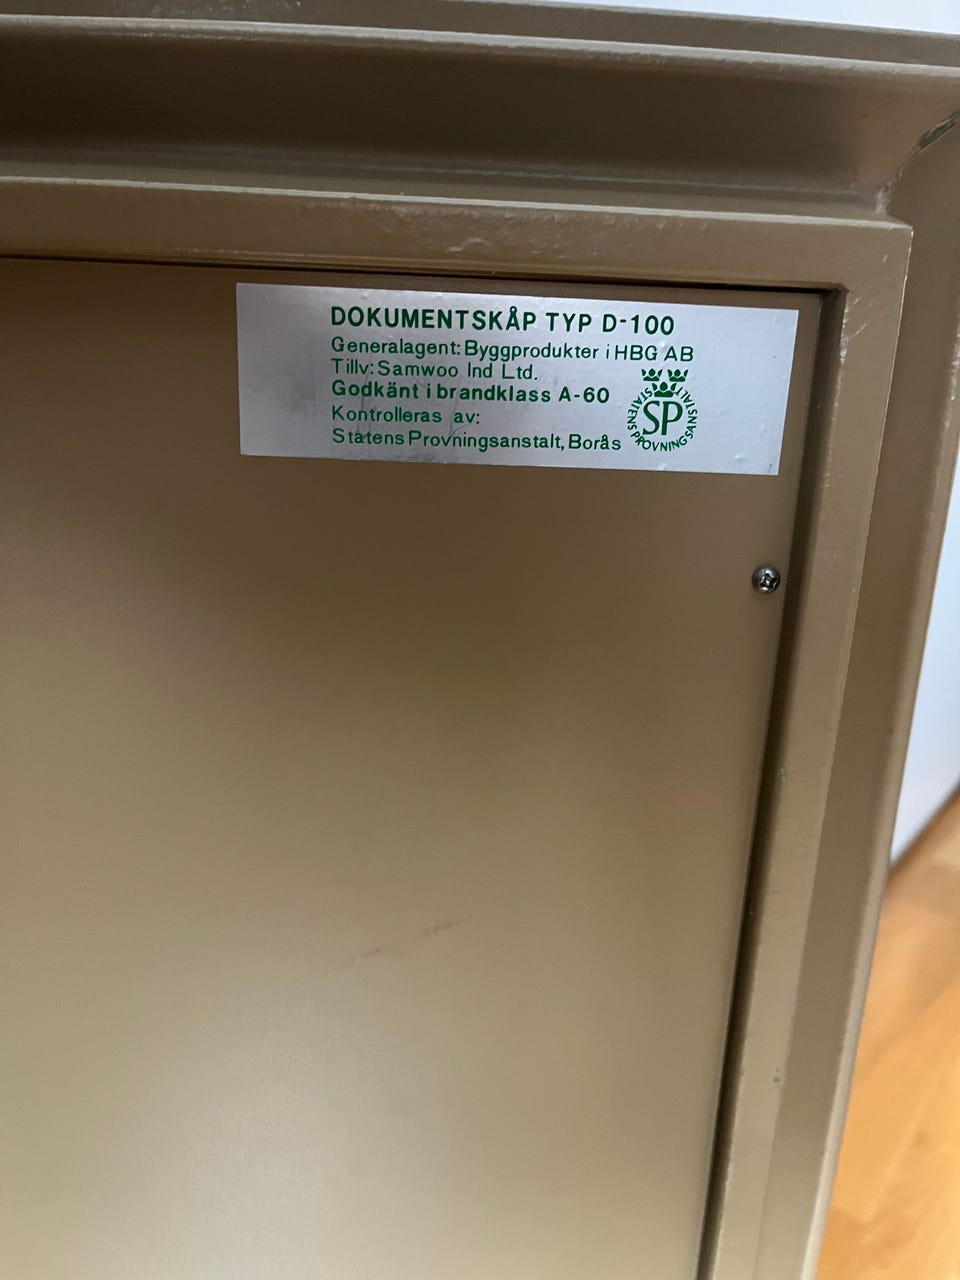 DOKUMENTSKÅP TYP D-100
Generalagent: Byggprodukter i HBG AB
Tillv: Samwoo Ind Ltd.
Godkänt i brandklass A-60
Kontrolleras av:
Statens Provningsanstalt, Borås
SP
STATENS PROVNINGSANSTALT